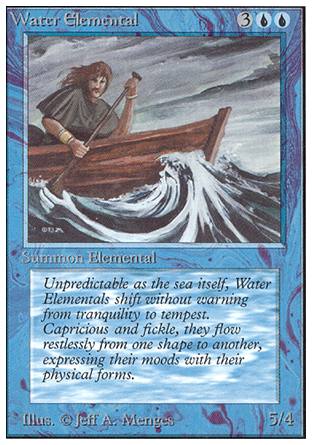 Water Elemental 3
Summon Elemental
Unpredictable as the sea itself, Water
Elementals shift without warning
from tranquility to tempest.
Capricious and fickle, they flow
restlessly from one shape to another,
expressing their moods with their
physical forms.
Illus. © Jeff A. Menges 5/4